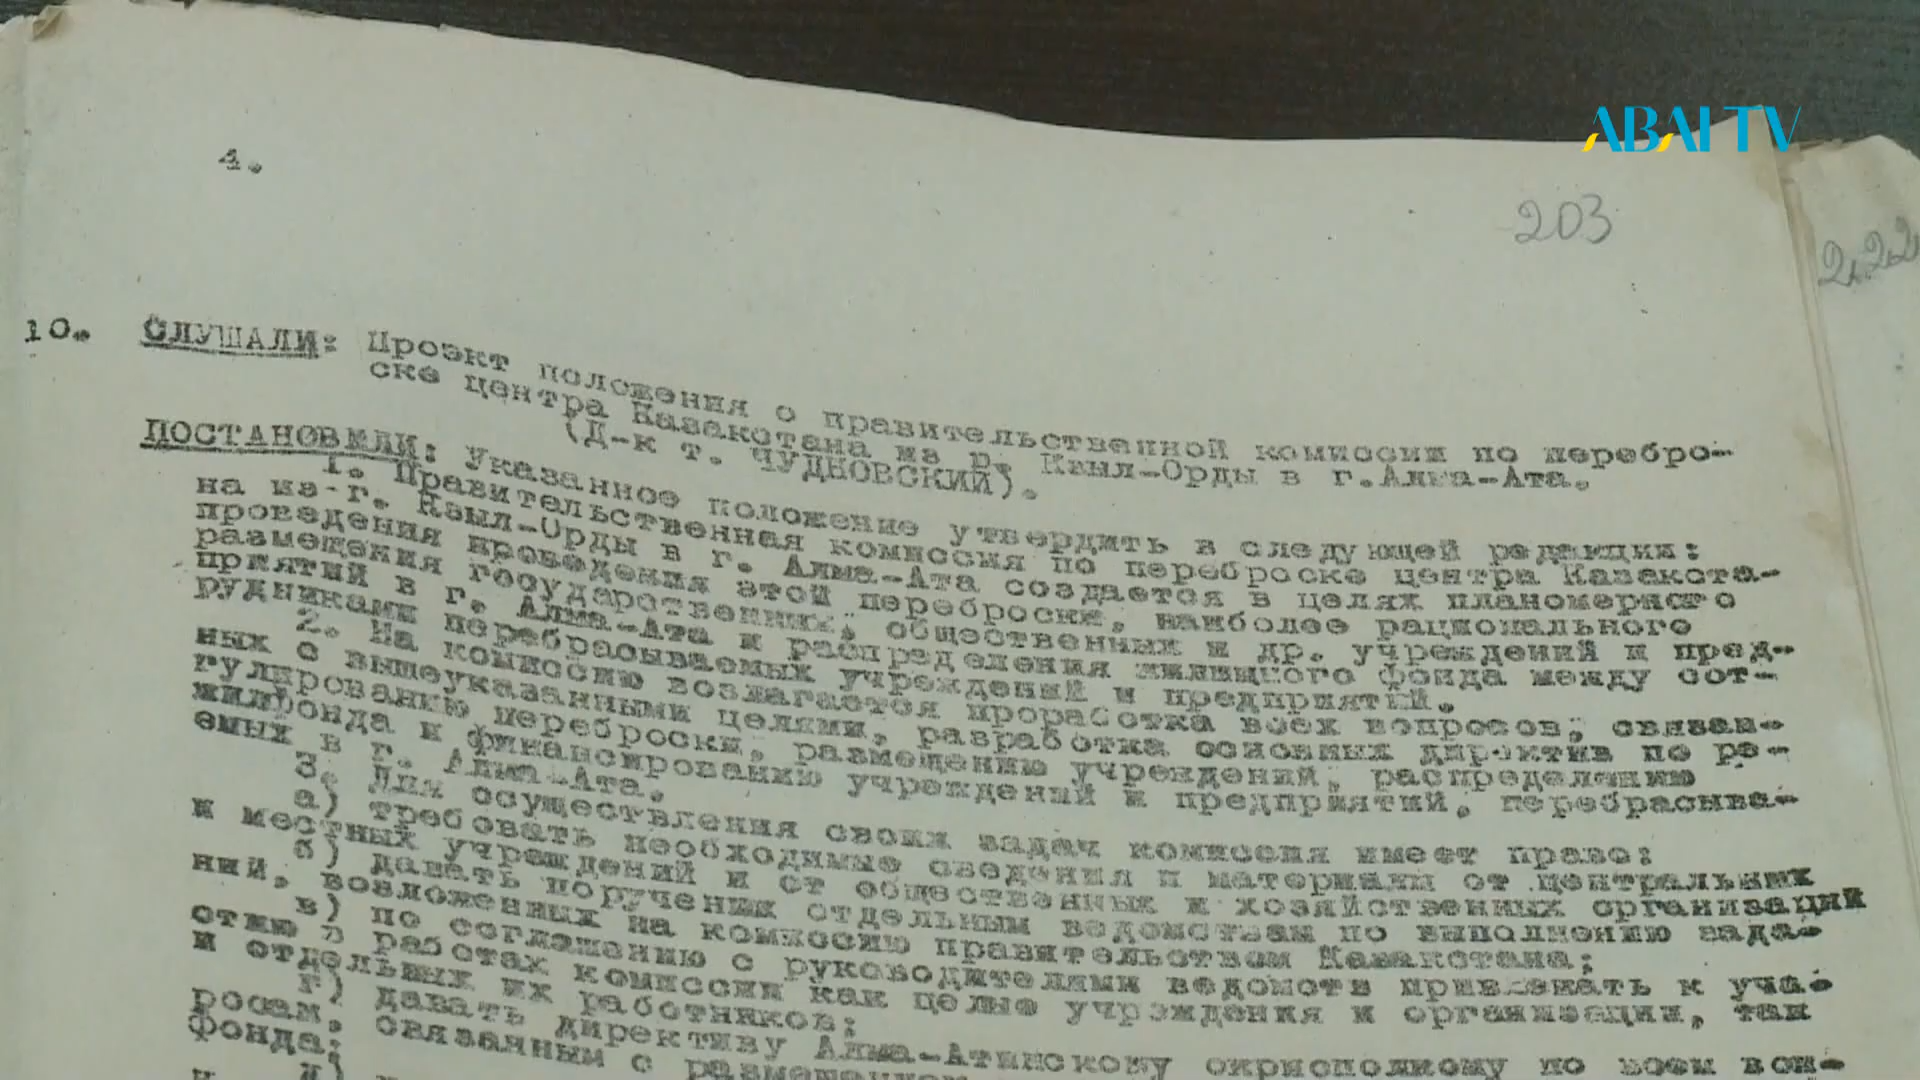 ABAI TV
4.
203
222
10. СЛУШАЛИ: Проэкт положения о правительственной комиссии по перебро-
ске центра Казакстана из г. Кзыл-Орды в г.Алма-Ата.
(Д-к т. ЧУДНОВСКИЙ).
ПОСТАНОВИЛИ: Указанное положение утвердить в следующей редакции:
1. Правительственная комиссия по переброске центра Казакста-
на из г. Кзыл-Орды в г. Алма-Ата создается в целях планомерного
проведения проведения этой переброски, наиболее рационального
размещения государственных, общественных и др. учреждений и пред-
приятий в г. Алма-Ата и распределения жилищного фонда между сот-
рудниками перебрасываемых учреждений и предприятий.
2. На комиссию возлагается проработка всех вопросов, связан-
ных с вышеуказанными целями, разработка основных директив по ре-
гулированию переброски, размещению учреждений, распределению
жилфонда и финансированию учреждений и предприятий, перебрасыва-
емых в г. Алма-Ата.
3. Для осуществления своих задач комиссия имеет право:
а) требовать необходимые сведения и материалы от центральных
и местных учреждений и от общественных и хозяйственных организаций
б) давать поручения отдельным ведомствам по выполнению зада-
ний, возложенных на комиссию правительством Казакстана;
в) по соглашению с руководителями ведомств привлекать к уча-
стию в работах комиссии как целые учреждения и организации, так
и отдельных их работников;
г) давать директиву Алма-Атинскому окрисполкому по всем воп-
росам, связанным с размещением
фонда;